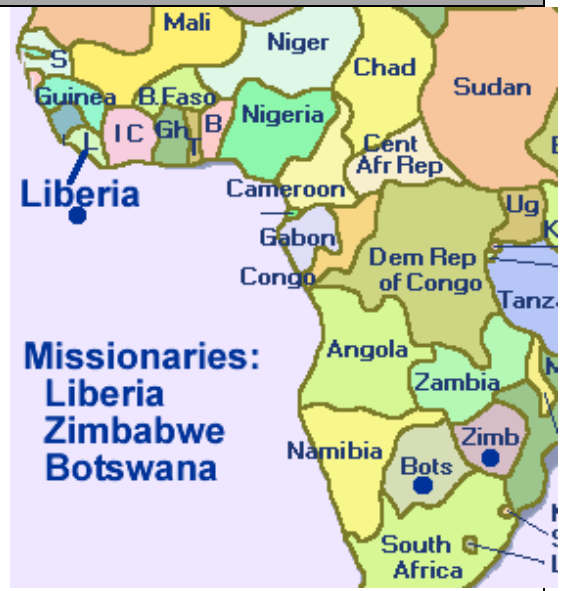 Mali
Niger
Chad
Sudan
S
Guinea
B.Faso
Nigeria
I C
Gh
T
B
L
Liberia
Cent
Afr Rep
Cameroon
Ug
Gabon
Congo
Dem Rep
of Congo
Tanz
Angola
Zambia
Missionaries:
Liberia
Zimbabwe
Botswana
Namibia
Bots
Zimb
South
Africa